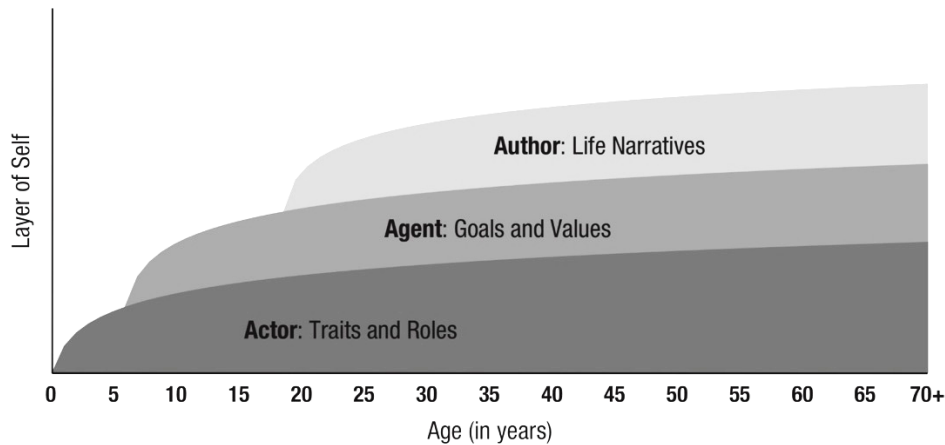 Layer of Self
Author: Life Narratives
Agent: Goals and Values
Actor: Traits and Roles
0 5 10 15 20 25 30 35 40 45 50 55 60 65 70+
Age (in years)